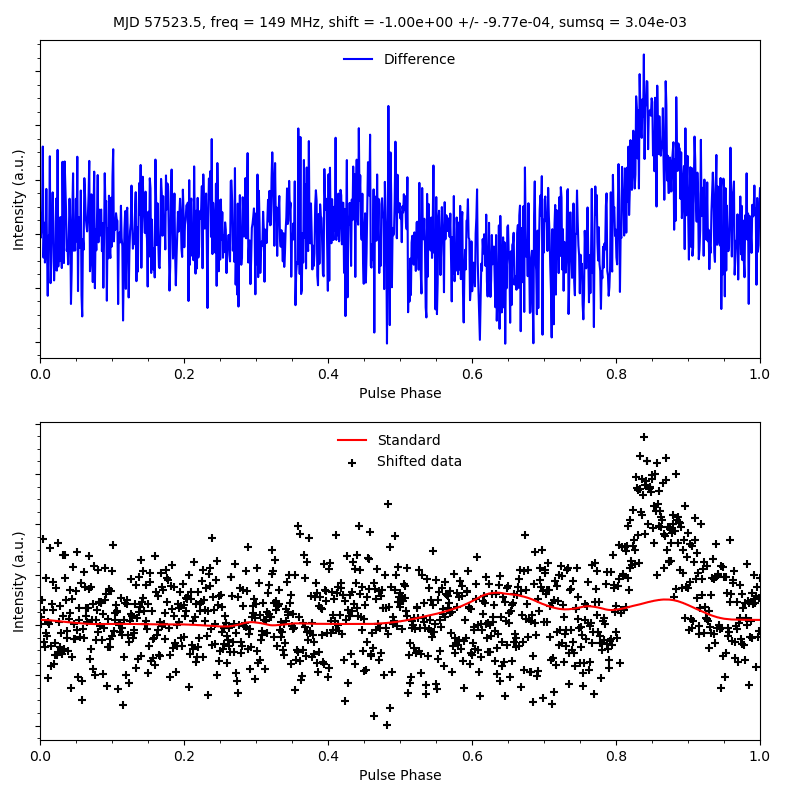 MJD 57523.5, freq = 149 MHz, shift = -1.00e+00 +/- -9.77e-04, sumsq = 3.04e-03
Difference
Intensity (a.u.)
0.0 0.2 0.4 0.6 0.8 1.0
Pulse Phase
Standard
Shifted data
Intensity (a.u.)
0.0 0.2 0.4 0.6 0.8 1.0
Pulse Phase